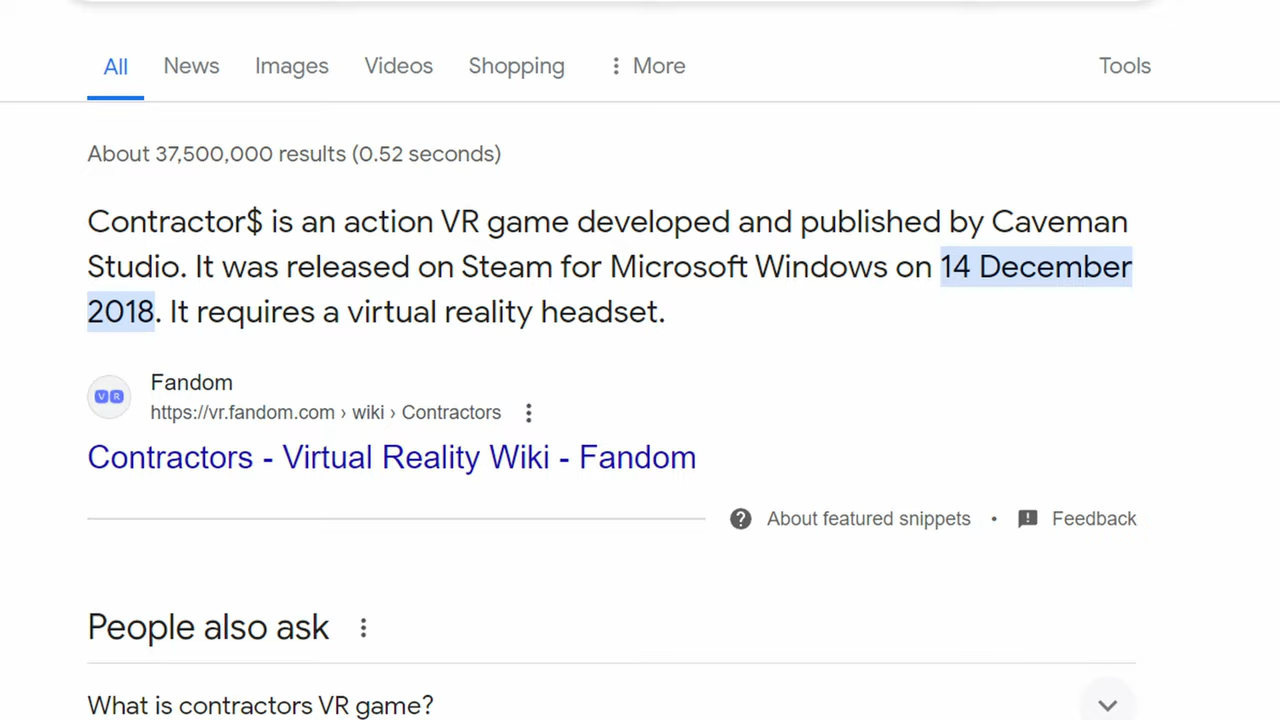 All News Images Videos Shopping More Tools
About 37,500,000 results (0.52 seconds)
Contractor$ is an action VR game developed and published by Caveman
Studio. It was released on Steam for Microsoft Windows on 14 December
2018. It requires a virtual reality headset.
VR
Fandom
https://vr.fandom.com › wiki › Contractors
Contractors - Virtual Reality Wiki - Fandom
About featured snippets • Feedback
People also ask
What is contractors VR game?